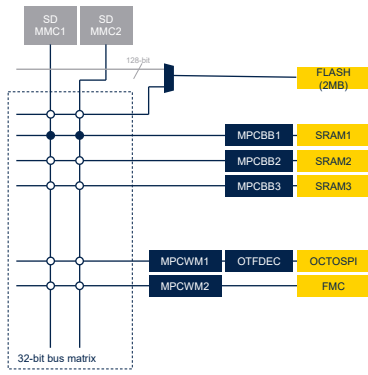 SD
MMC1
SD
MMC2
128-bit
FLASH
(2MB)
MPCBB1
SRAM1
MPCBB2
SRAM2
MPCBB3
SRAM3
MPCWM1
OTFDEC
OCTOSPI
MPCWM2
FMC
32-bit bus matrix